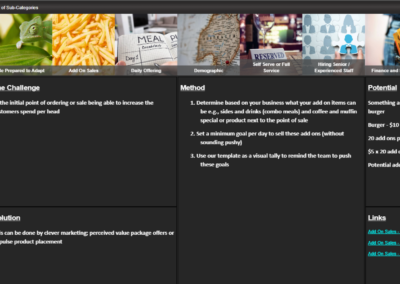 of Sub-Categories
Prepared to Adapt
Add On Sales
Daily Offering
Demographic
Self Serve or Full
Service
Hiring Senior /
Experienced Staff
Finance and
MEAL P
Day
Challenge
the initial point of ordering or sale being able to increase the
customers spend per head
Method
1. Determine based on your business what your add on items can
be e.g., sides and drinks (combo meals) and coffee and muffin
special or product next to the point of sale
2. Set a minimum goal per day to sell these add ons (without
sounding pushy)
3. Use our template as a visual tally to remind the team to push
these goals
Potential
Something a
burger
Burger - $10
20 add ons p
$5 x 20 add o
Potential add
olution
can be done by clever marketing; perceived value package offers or
pulse product placement
Links
Add On Sales -
Add On Sales -
Add On Sales -